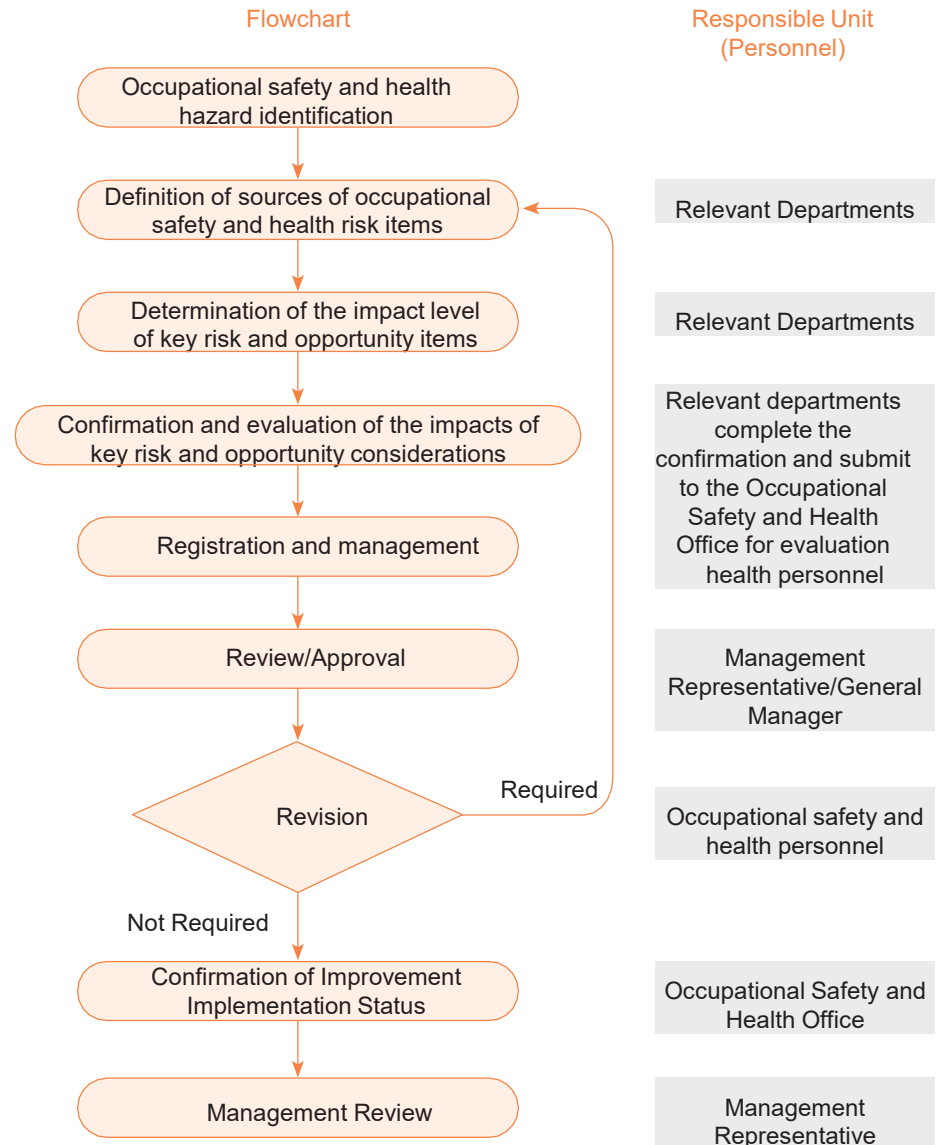 Flowchart
Responsible Unit
(Personnel)
Occupational safety and health
hazard identification
Definition of sources of occupational
safety and health risk items
Relevant Departments
Determination of the impact level
of key risk and opportunity items
Relevant Departments
Confirmation and evaluation of the impacts of
key risk and opportunity considerations
Relevant departments
complete the
confirmation and submit
to the Occupational
Safety and Health
Office for evaluation
health personnel
Registration and management
Review/Approval
Management
Representative/General
Manager
Revision
Required
Occupational safety and
health personnel
Not Required
Confirmation of Improvement
Implementation Status
Occupational Safety and
Health Office
Management Review
Management
Representative